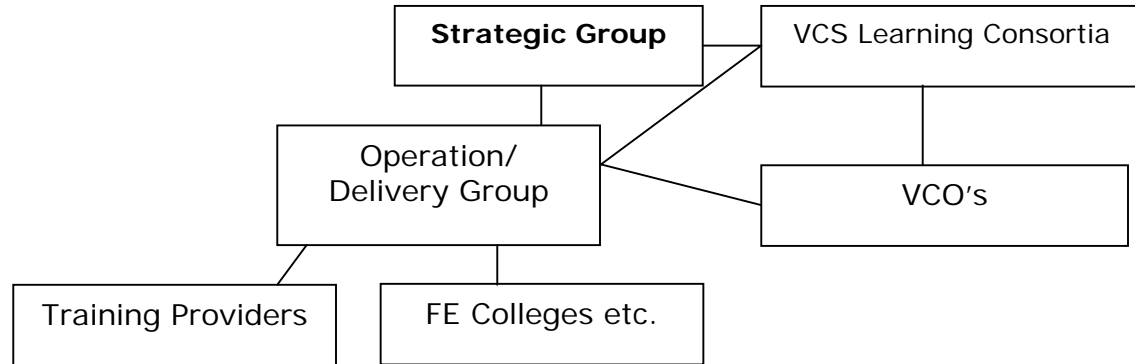 Strategic Group
VCS Learning Consortia
Operation/
Delivery Group
VCO's
Training Providers
FE Colleges etc.